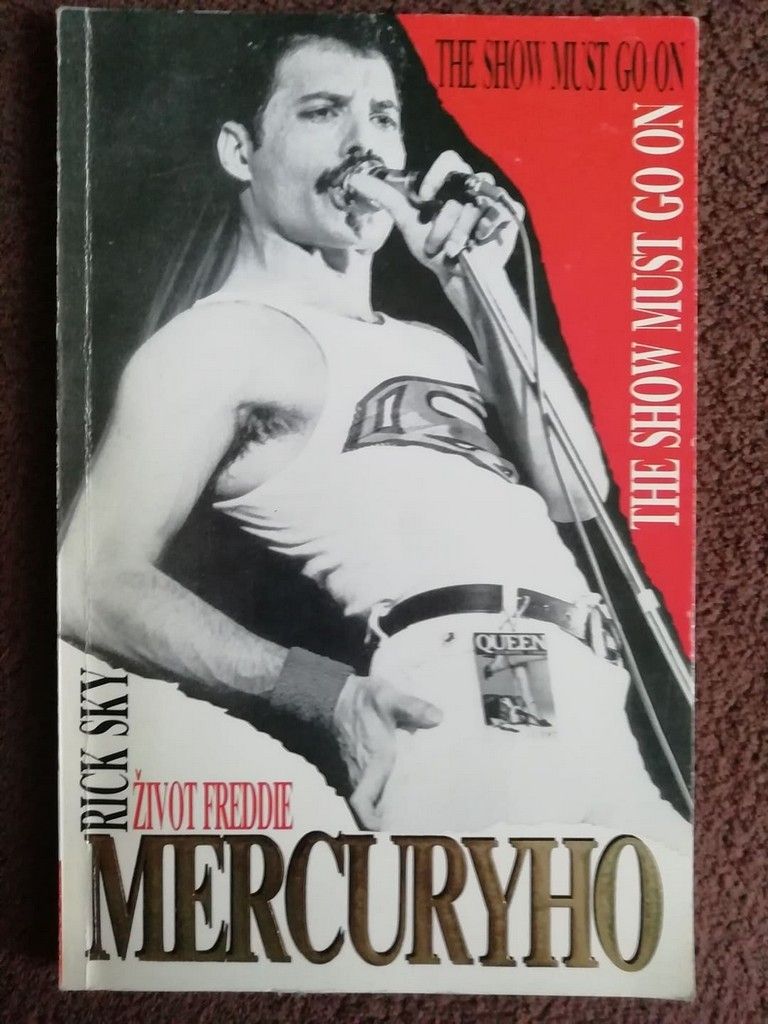 THE SHOW MUST GO ON
THE SHOW MUST GO ON
QUEEN
RICK SKY
ŽIVOT FREDDIE
MERCURYHO